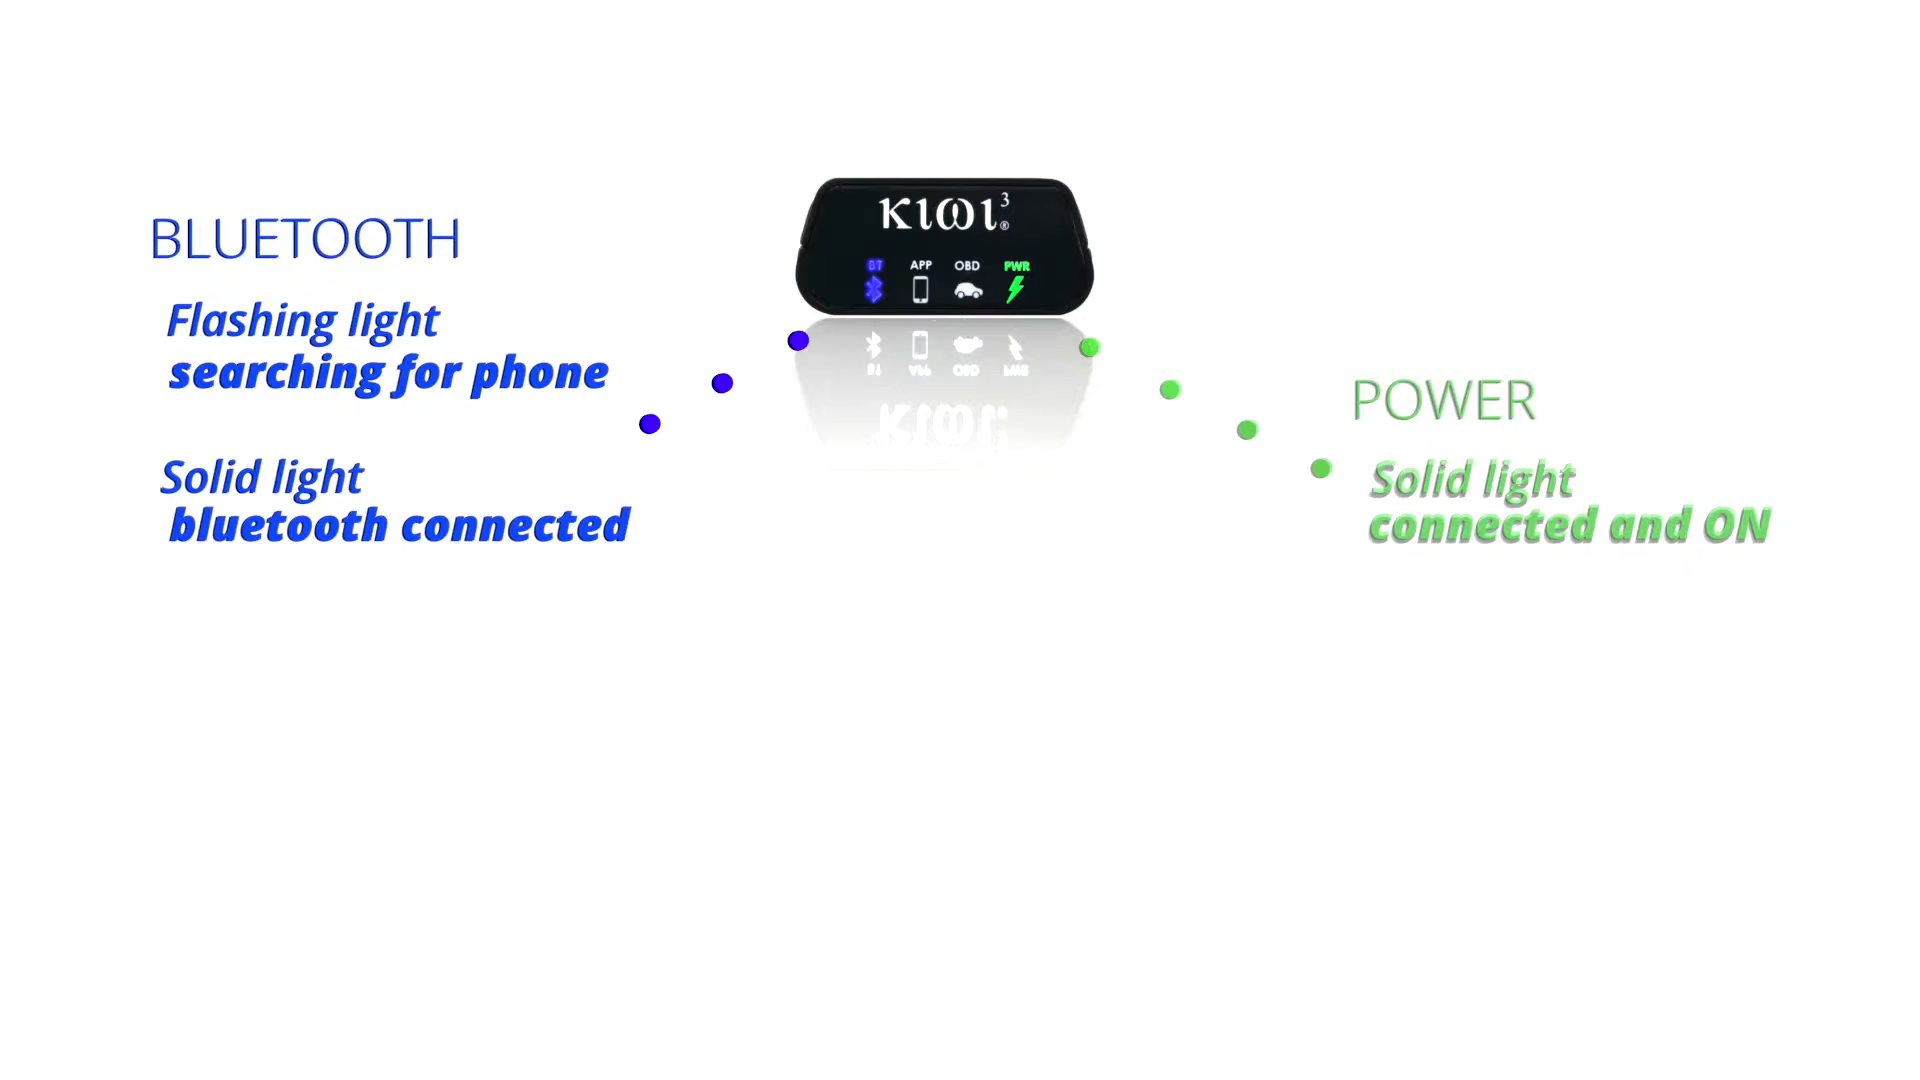 BLUETOOTH
Flashing light
searching for phone
Solid light
bluetooth connected
KIWI 3 ®
BT APP OBD PWR
POWER
Solid light
connected and ON